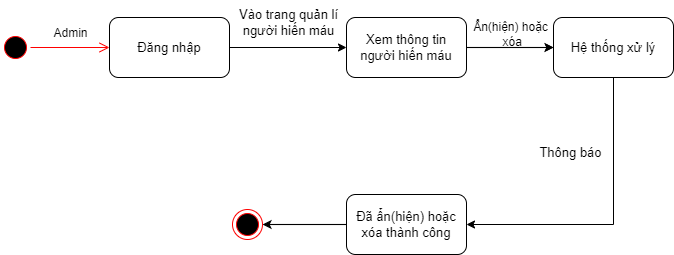 Admin
Đăng nhập
Vào trang quản lí
người hiến máu
Xem thông tin
người hiến máu
Ẩn(hiện) hoặc
xóa
Hệ thống xử lý
Thông báo
Đã ẩn(hiện) hoặc
xóa thành công